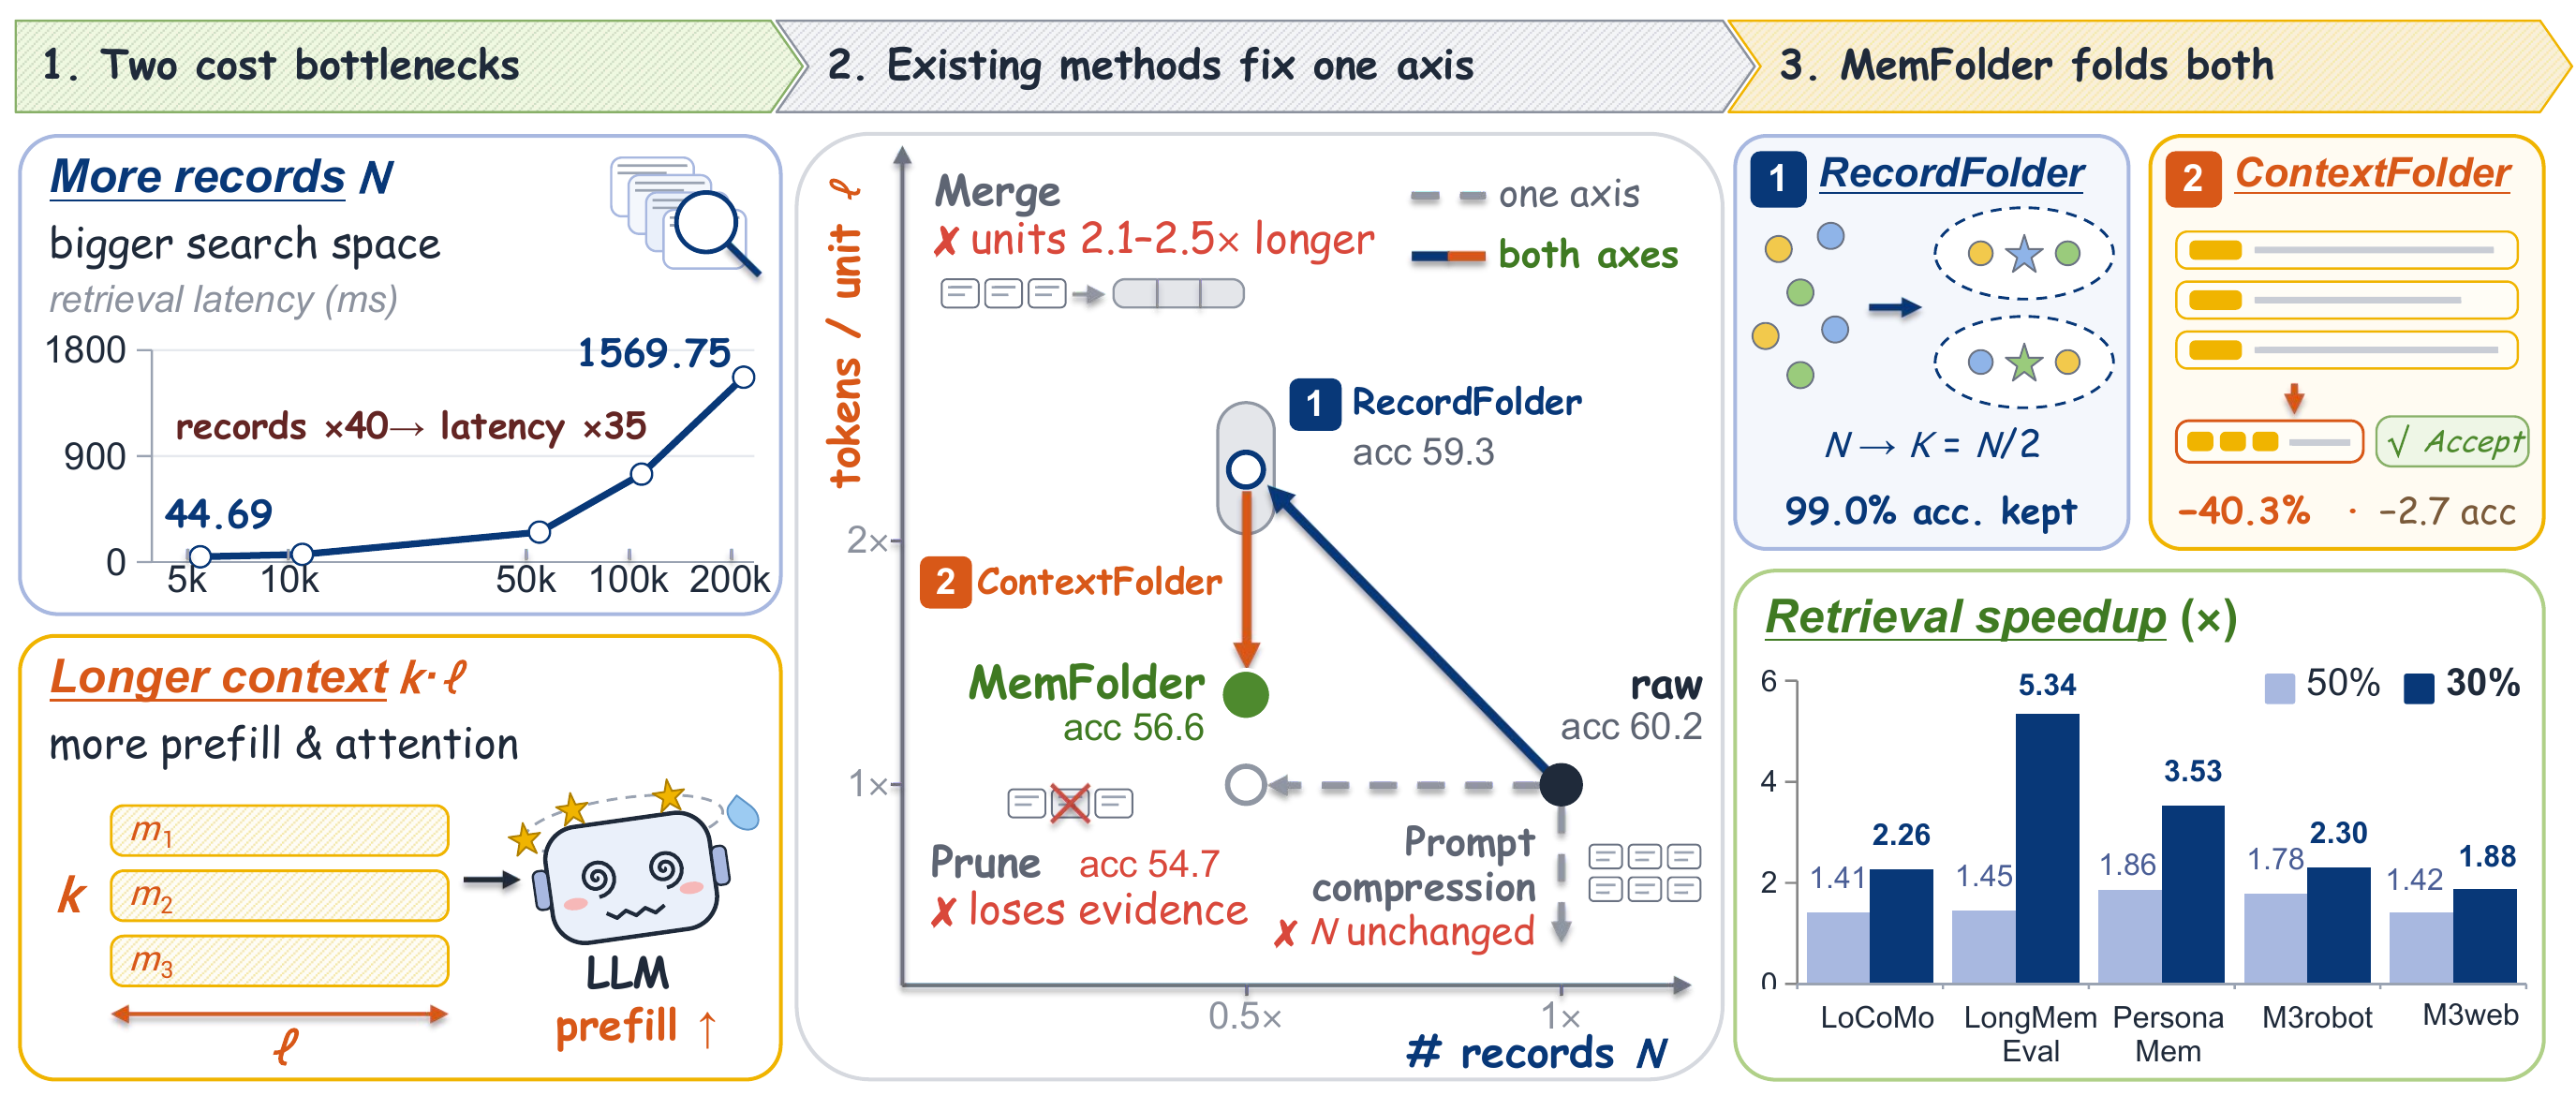 1. Two cost bottlenecks
2. Existing methods fix one axis
3. MemFolder folds both
More records N
bigger search space
retrieval latency (ms)
1800
1569.75
records ×40→ latency ×35
900
44.69
0
5k
10k
50k
100k
200k
Longer context k·ℓ
more prefill & attention
k
m1
m2
m3
ℓ
LLM
prefill ↑
tokens / unit ℓ
Merge
✘ units 2.1–2.5× longer
one axis
both axes
1 RecordFolder
acc 59.3
2×
2 ContextFolder
MemFolder
acc 56.6
raw
acc 60.2
1×
Prune acc 54.7
✘ loses evidence
Prompt
compression
✘ N unchanged
0.5×
1×
# records N
1 RecordFolder
N → K = N/2
99.0% acc. kept
2 ContextFolder
√ Accept
−40.3% · −2.7 acc
Retrieval speedup (×)
50%
30%
6
4
2
0
1.41
2.26
1.45
5.34
1.86
3.53
1.78
2.30
1.42
1.88
LoCoMo
LongMem
Eval
Persona
Mem
M3robot
M3web